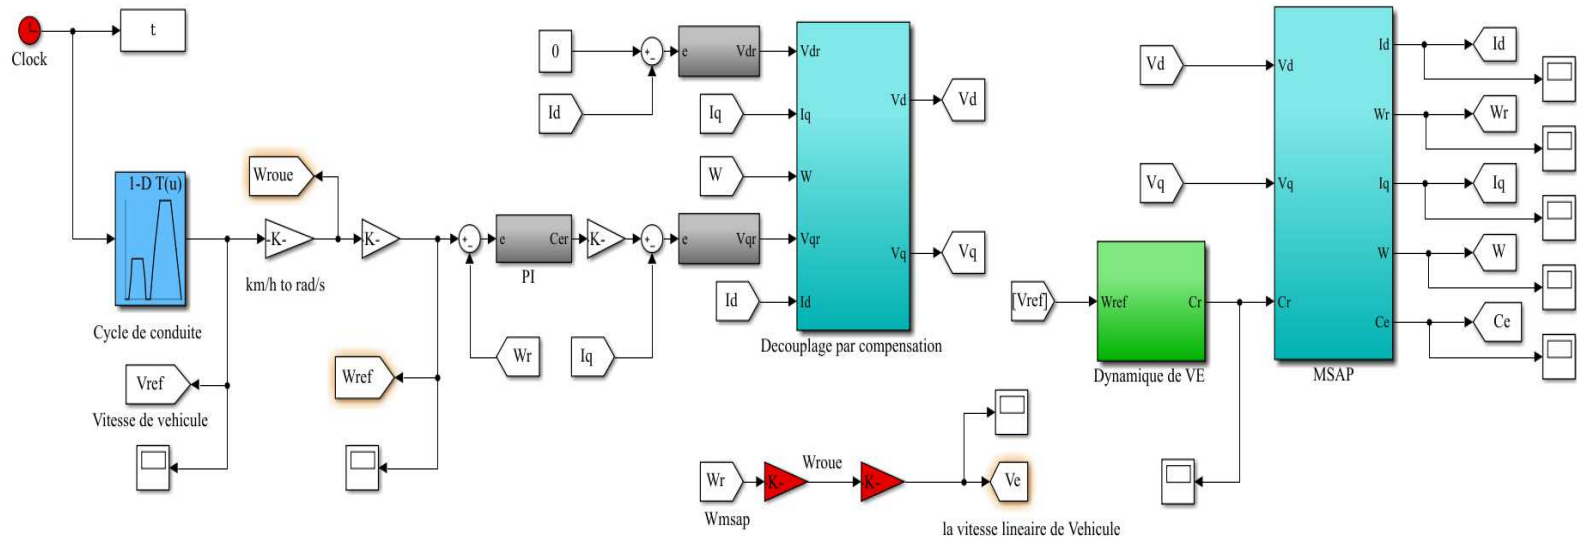 Clock
t
1-D T(u)
Cycle de conduite
Vref
Vitesse de vehicule
Wroue
-K-
km/h to rad/s
K-
Wref
e
Cer
PI
Wr
K-
Iq
0
Id
e
Vdr
e
Vqr
Iq
W
Id
Vdr
Iq
W
Vqr
Id
Vd
Vq
Decouplage par compensation
Vd
Vq
Wr
Wmsap
K-
Wroue
K-
Ve
la vitesse lineaire de Vehicule
[Vref]
Wref
Cr
Dynamique de VE
Vd
Vq
Vd
Vq
Cr
Id
Wr
Iq
W
Ce
MSAP
Id
Wr
Iq
W
Ce